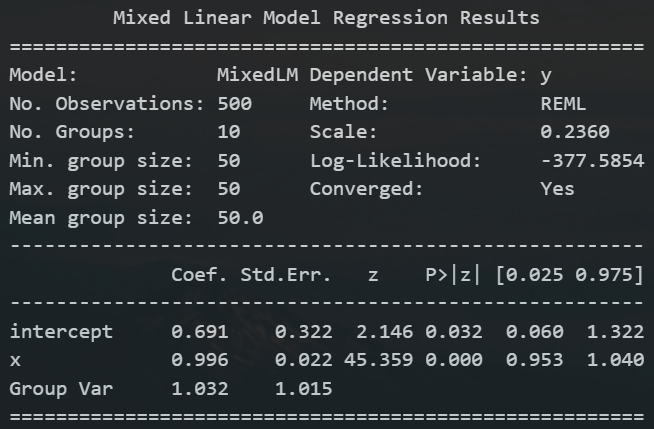 Mixed Linear Model Regression Results
=======================================================
Model: MixedLM Dependent Variable: y
No. Observations: 500 Method: REML
No. Groups: 10 Scale: 0.2360
Min. group size: 50 Log-Likelihood: -377.5854
Max. group size: 50 Converged: Yes
Mean group size: 50.0
-------------------------------------------------------
Coef. Std.Err. z P>|z| [0.025 0.975]
-------------------------------------------------------
intercept 0.691 0.322 2.146 0.032 0.060 1.322
x 0.996 0.022 45.359 0.000 0.953 1.040
Group Var 1.032 1.015
=======================================================